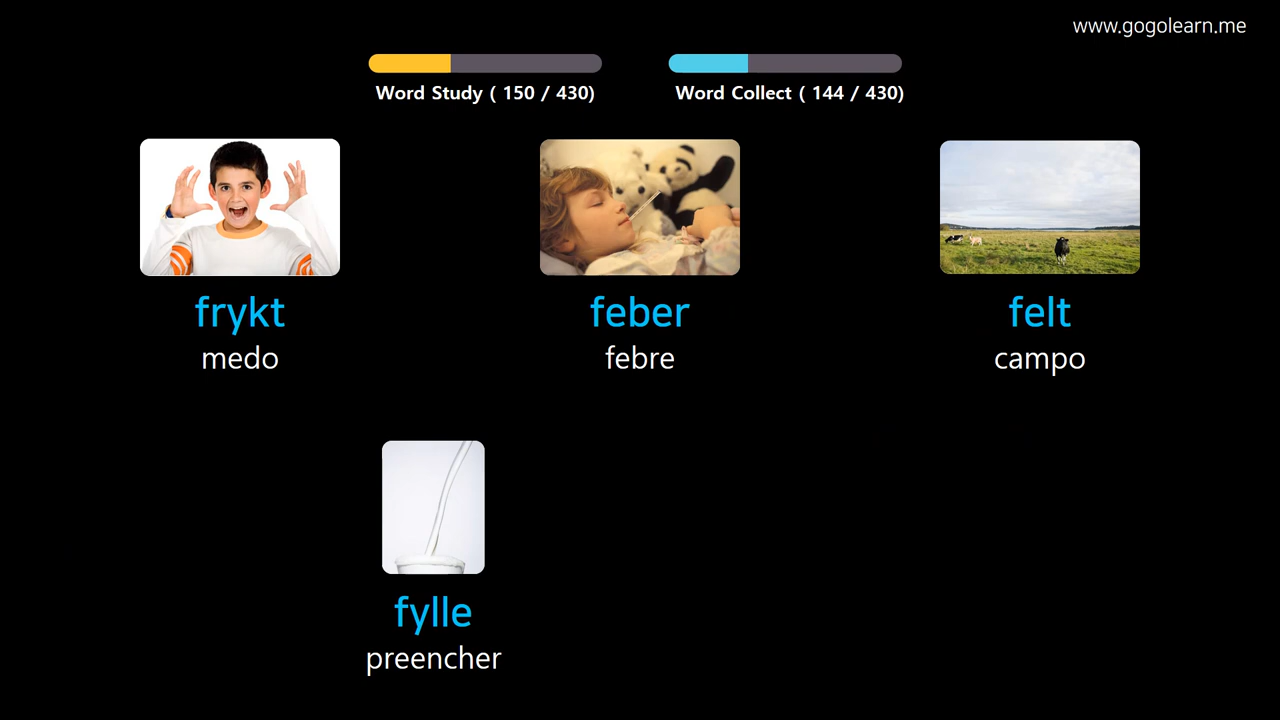 www.gogolearn.me
Word Study ( 150 / 430)
Word Collect ( 144 / 430)
frykt
medo
feber
febre
felt
campo
fylle
preencher